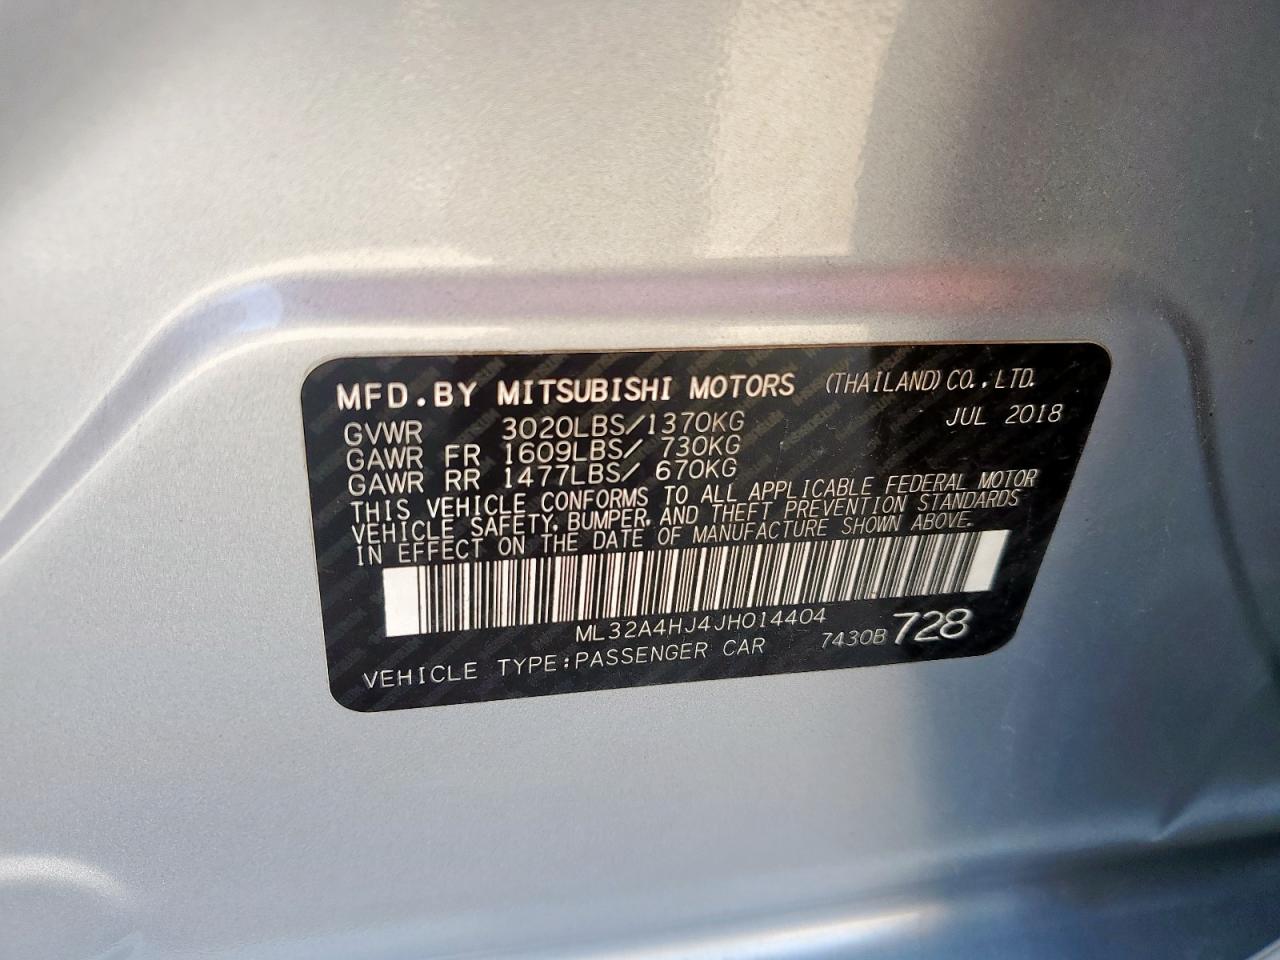 MFD.BY MITSUBISHI MOTORS (THAILAND) CO.,LTD.
JUL 2018
GVWR 3020LBS/1370KG
GAWR FR 1609LBS/ 730KG
GAWR RR 1477LBS/ 670KG
THIS VEHICLE CONFORMS TO ALL APPLICABLE FEDERAL MOTOR
VEHICLE SAFETY, BUMPER, AND THEFT PREVENTION STANDARDS
IN EFFECT ON THE DATE OF MANUFACTURE SHOWN ABOVE.
ML32A4HJ4JH014404
VEHICLE TYPE:PASSENGER CAR 7430B 728